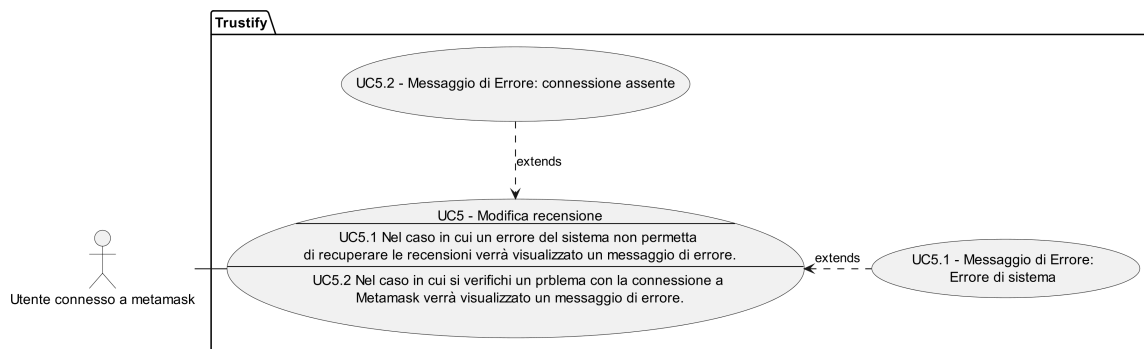 Trustify
UC5.2 - Messaggio di Errore: connessione assente
extends
UC5 - Modifica recensione
UC5.1 Nel caso in cui un errore del sistema non permetta
di recuperare le recensioni verrà visualizzato un messaggio di errore.
UC5.2 Nel caso in cui si verifichi un prblema con la connessione a
Metamask verrà visualizzato un messaggio di errore.
extends
UC5.1 - Messaggio di Errore:
Errore di sistema
Utente connesso a metamask